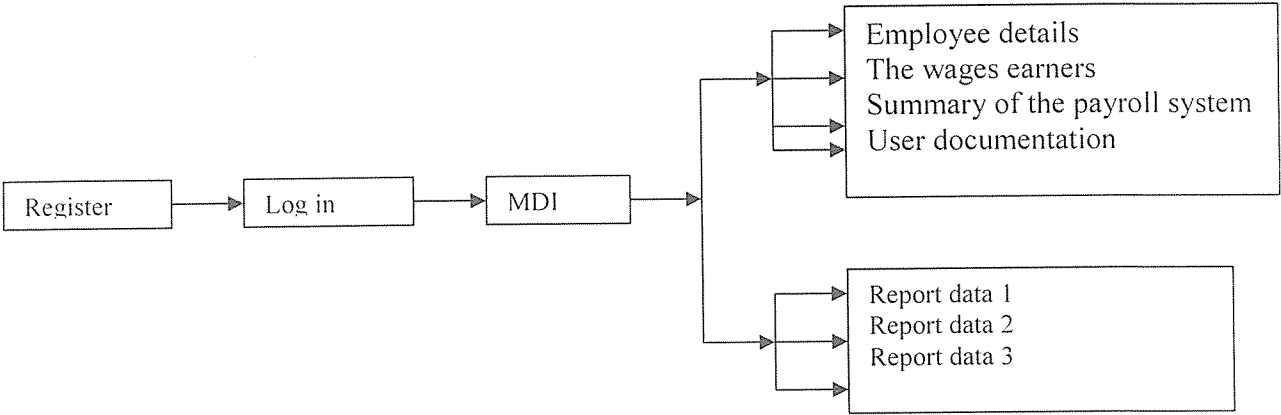 Register
Log in
MDI
Employee details
The wages earners
Summary of the payroll system
User documentation
Report data 1
Report data 2
Report data 3